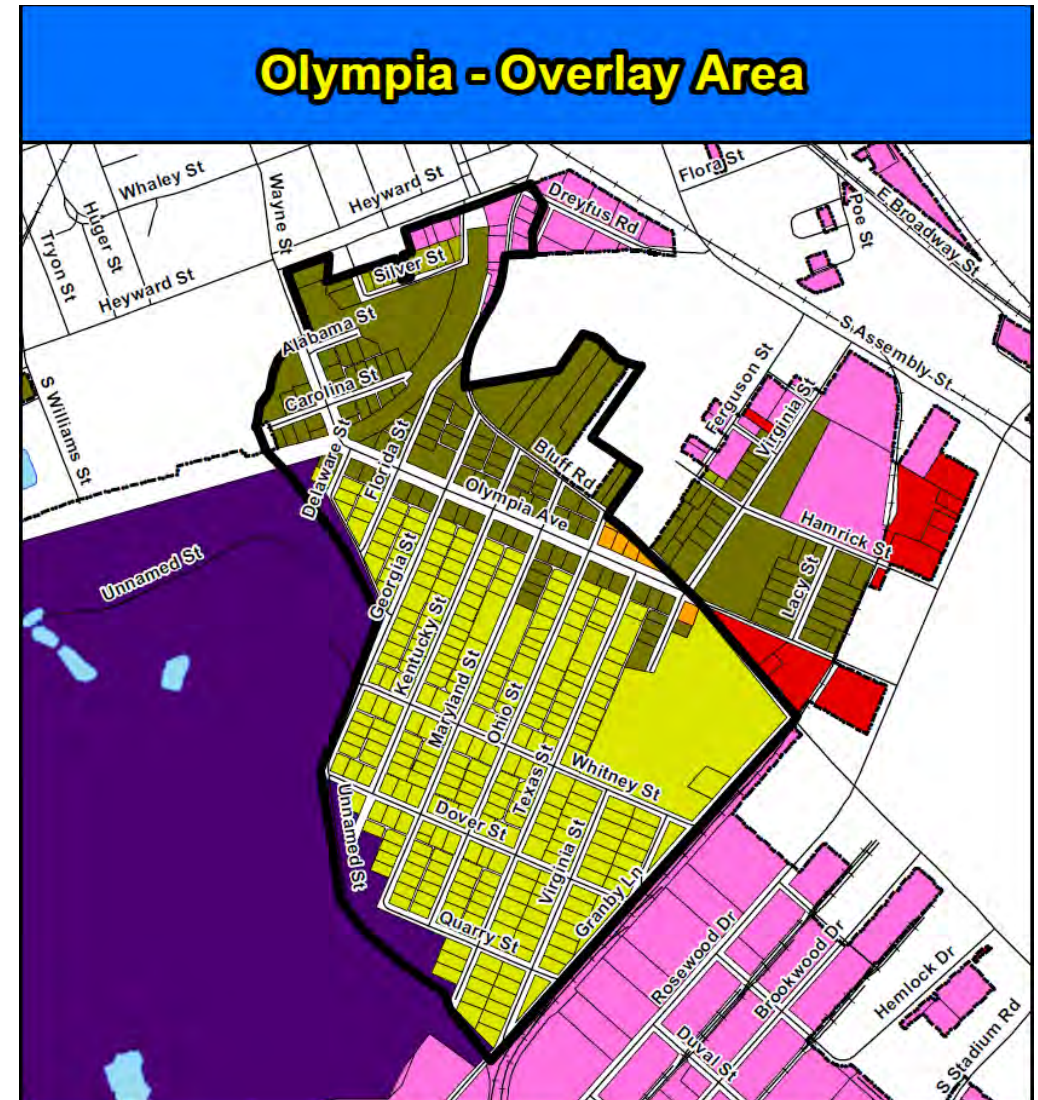 Olympia - Overlay Area
Whaley St
Wayne St
Heyward St
Flora St
E Broadway St
Poe St
Dreyfus Rd
Huger St
Tryon St
Heyward St
Silver St
S Assembly St
Alabama St
Carolina St
S Williams St
Ferguson St
Virginia St
Delaware St
Florida St
Bluff Rd
Olympia Ave
Hamrick St
Unnamed St
Georgia St
Lacy St
Kentucky St
Maryland St
Ohio St
Texas St
Whitney St
Unnamed St
Dover St
Virginia St
Granby Ln
Quarry St
Rosewood Dr
Brookwood Dr
Hemlock Dr
Duval St
S Stadium Rd